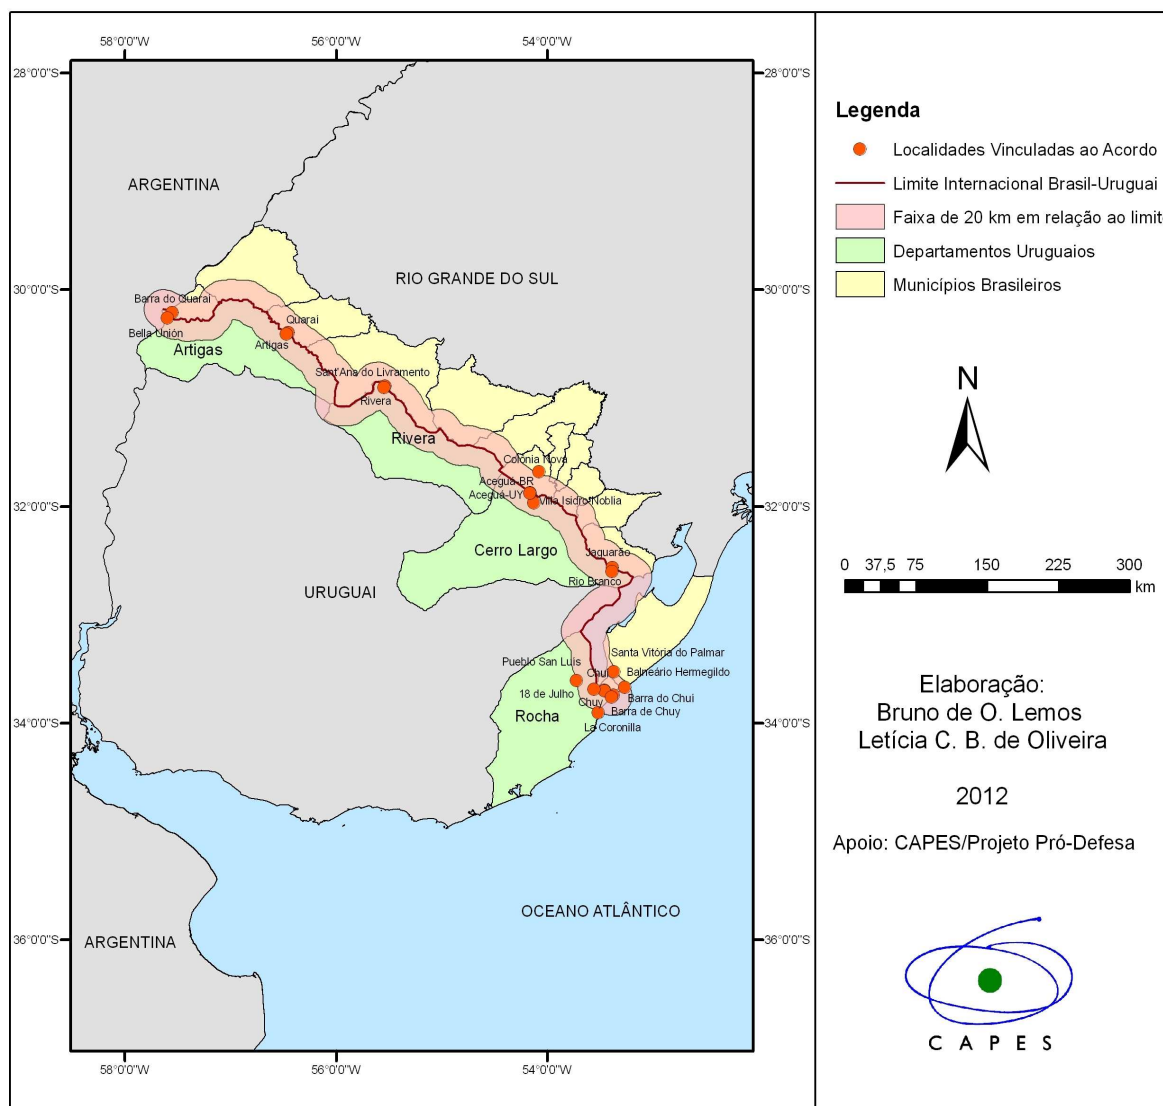 58°0'0"W
56°0'0"W
54°0'0"W
28°0'0"S
28°0'0"S
ARGENTINA
RIO GRANDE DO SUL
30°0'0"S
30°0'0"S
Barra do Quarai
Bella Unión
Artigas
Quarai
Artigas
Sant'Ana do Livramento
Rivera
Rivera
Colônia Nova
Aceguá-BR
Aceguá-UY
Villa Isidro Noblia
32°0'0"S
32°0'0"S
Cerro Largo
Jaguarão
Rio Branco
URUGUAI
Santa Vitória do Palmar
Pueblo San Luis
Chuí
Balneário Hermegildo
18 de Julho
Chuy
Barra do Chui
Barra de Chuy
Rocha
La Coronilla
34°0'0"S
34°0'0"S
OCEANO ATLÂNTICO
36°0'0"S
36°0'0"S
ARGENTINA
58°0'0"W
56°0'0"W
54°0'0"W
Legenda
Localidades Vinculadas ao Acordo
Limite Internacional Brasil-Uruguai
Faixa de 20 km em relação ao limit
Departamentos Uruguaios
Municípios Brasileiros
N
0 37,5 75 150 225 300
km
Elaboração:
Bruno de O. Lemos
Letícia C. B. de Oliveira
2012
Apoio: CAPES/Projeto Pró-Defesa
CAPES